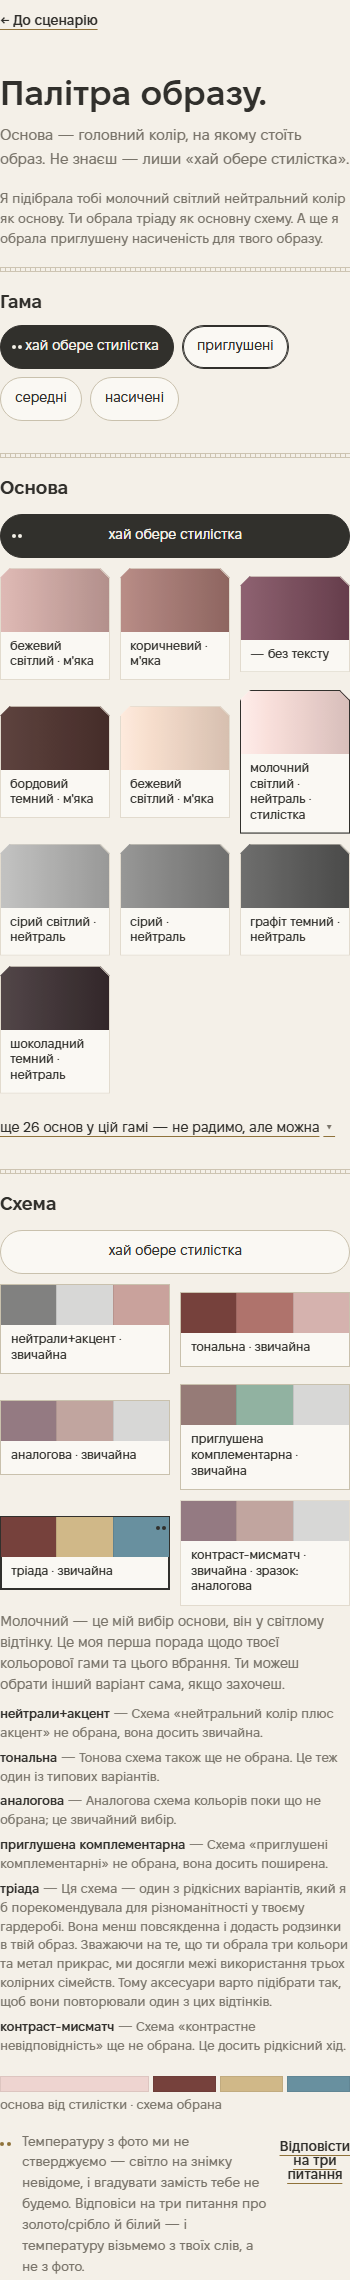 ← До сценарію
Палітра образу.
Основа — головний колір, на якому стоїть
образ. Не знаєш — лиши «хай обере стилістка».
Я підібрала тобі молочний світлий нейтральний колір
як основу. Ти обрала тріаду як основну схему. А ще я
обрала приглушену насиченість для твого образу.
Гама
хай обере стилістка
приглушені
середні
насичені
Основа
хай обере стилістка
бежевий
світлий · м'яка
коричневий ·
м'яка
— без тексту
бордовий
темний · м'яка
бежевий
світлий · м'яка
молочний
світлий ·
нейтраль ·
стилістка
сірий світлий ·
нейтраль
сірий ·
нейтраль
графіт темний ·
нейтраль
шоколадний
темний ·
нейтраль
ще 26 основ у цій гамі — не радимо, але можна ▼
Схема
хай обере стилістка
нейтрали+акцент ·
звичайна
тональна · звичайна
аналогова · звичайна
приглушена
комплементарна ·
звичайна
тріада · звичайна
контраст-мисматч ·
звичайна · зразок:
аналогова
Молочний — це мій вибір основи, він у світлому
відтінку. Це моя перша порада щодо твоєї
кольорової гами та цього вбрання. Ти можеш
обрати інший варіант сама, якщо захочеш.
нейтрали+акцент — Схема «нейтральний колір плюс
акцент» не обрана, вона досить звичайна.
тональна — Тонова схема також ще не обрана. Це теж
один із типових варіантів.
аналогова — Аналогова схема кольорів поки що не
обрана; це звичайний вибір.
приглушена комплементарна — Схема «приглушені
комплементарні» не обрана, вона досить поширена.
тріада — Ця схема — один з рідкісних варіантів, який я
б порекомендувала для різноманітності у твоєму
гардеробі. Вона менш повсякденна і додасть родзинки
в твій образ. Зважаючи на те, що ти обрала три кольори
та метал прикрас, ми досягли межі використання трьох
колірних сімейств. Тому аксесуари варто підібрати так,
щоб вони повторювали один з цих відтінків.
контраст-мисматч — Схема «контрастне
невідповідність» ще не обрана. Це досить рідкісний хід.
основа від стилістки · схема обрана
Температуру з фото ми не
стверджуємо — світло на знімку
невідоме, і вгадувати замість тебе не
будемо. Відповіси на три питання про
золото/срібло й білий — і
температуру візьмемо з твоїх слів, а
не з фото.
Відповісти
на три
питання